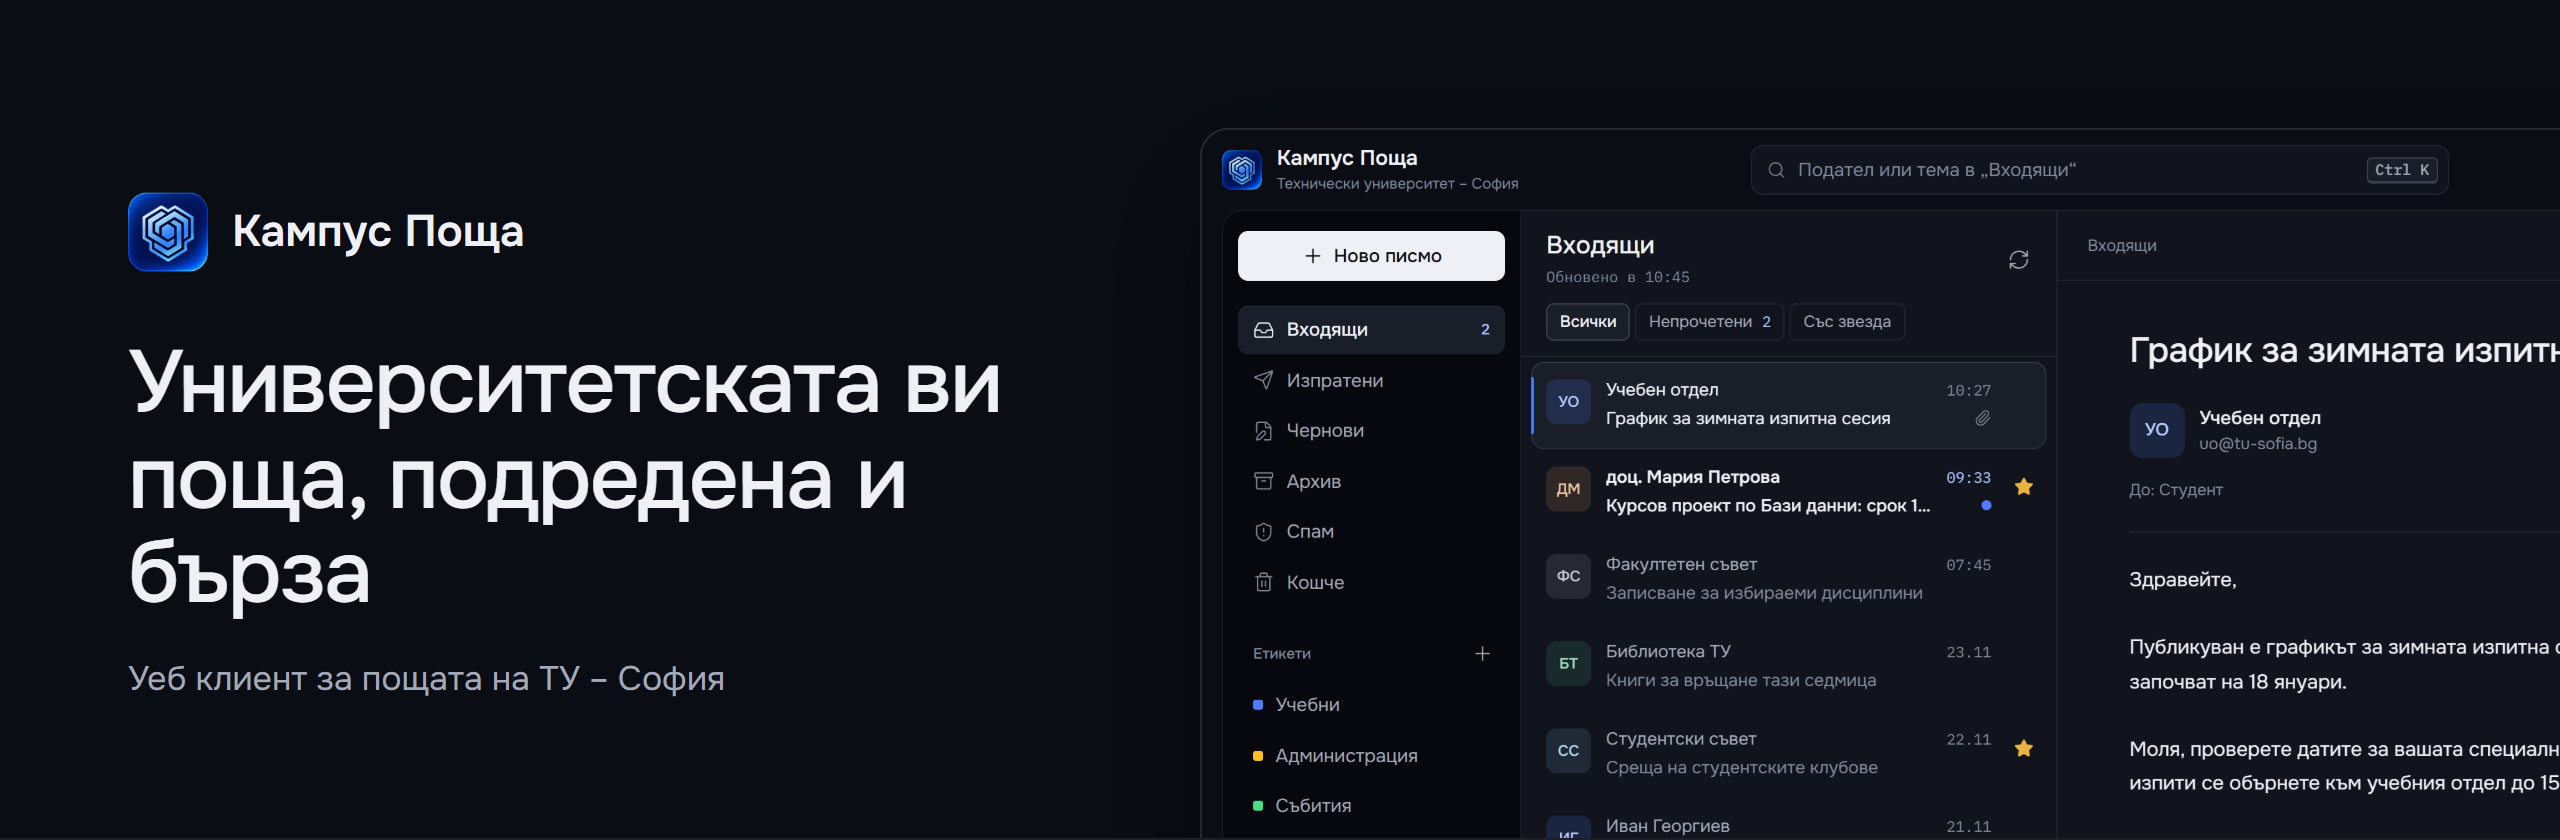 Кампус Поща
Университетската ви
поща, подредена и
бърза
Уеб клиент за пощата на ТУ – София
Кампус Поща
Технически университет – София
Подател или тема в „Входящи“
Ctrl K
Ново писмо
Входящи 2
Изпратени
Чернови
Архив
Спам
Кошче
Етикети
Учебни
Администрация
Събития
Входящи
Обновено в 10:45
Всички
Непрочетени 2
Със звезда
УО
Учебен отдел 10:27
График за зимната изпитна сесия
ДМ
доц. Мария Петрова 09:33
Курсов проект по Бази данни: срок 1...
ФС
Факултетен съвет 07:45
Записване за избираеми дисциплини
БТ
Библиотека ТУ 23.11
Книги за връщане тази седмица
СС
Студентски съвет 22.11
Среща на студентските клубове
ИГ
Иван Георгиев 21.11
Входящи
График за зимната изпитн
УО
Учебен отдел
uo@tu-sofia.bg
До: Студент
Здравейте,
Публикуван е графикът за зимната изпитна с
започват на 18 януари.
Моля, проверете датите за вашата специалн
изпити се обърнете към учебния отдел до 15